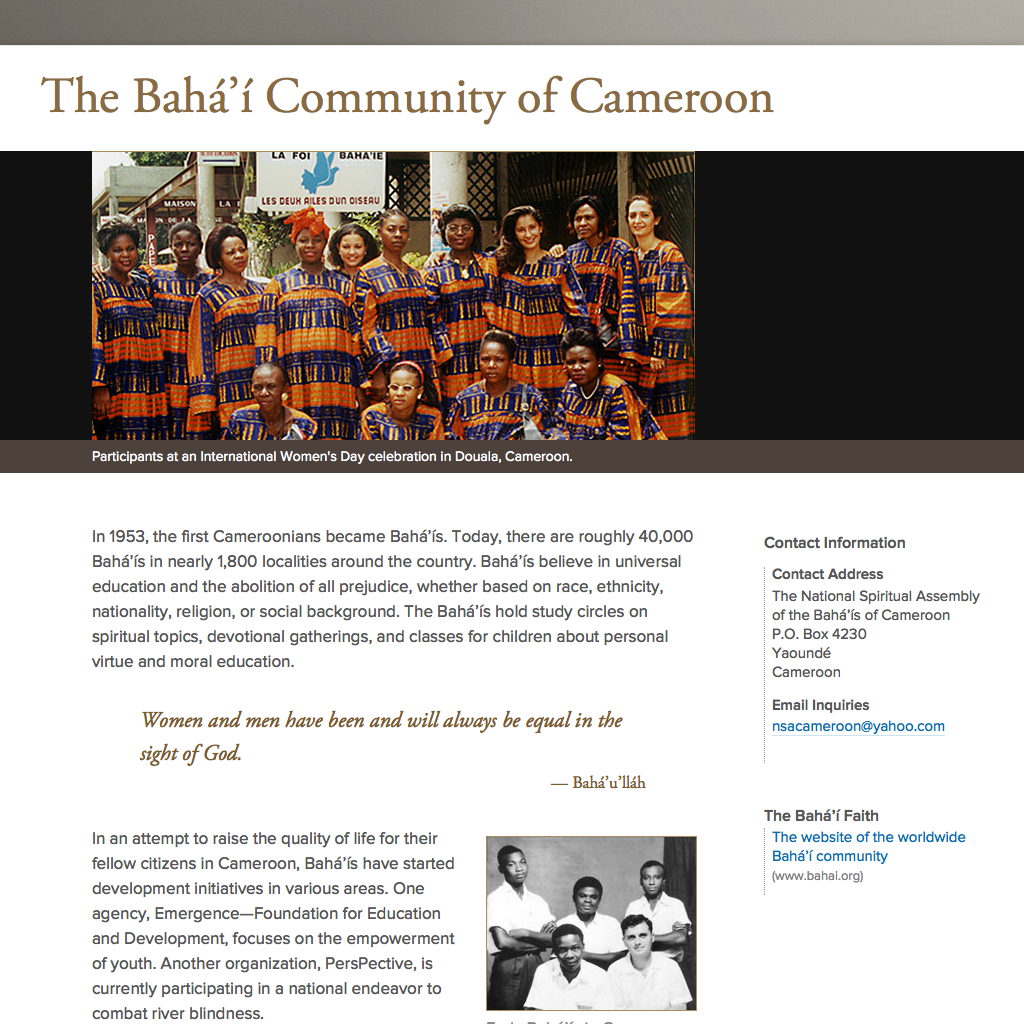 The Bahá’í Community of Cameroon
LA FOI BAHA'IE
LES DEUX AILES D'UN OISEAU
MAISON LA
Participants at an International Women's Day celebration in Douala, Cameroon.
In 1953, the first Cameroonians became Bahá’ís. Today, there are roughly 40,000
Bahá’ís in nearly 1,800 localities around the country. Bahá’ís believe in universal
education and the abolition of all prejudice, whether based on race, ethnicity,
nationality, religion, or social background. The Bahá’ís hold study circles on
spiritual topics, devotional gatherings, and classes for children about personal
virtue and moral education.
Women and men have been and will always be equal in the
sight of God.
— Bahá’u’lláh
In an attempt to raise the quality of life for their
fellow citizens in Cameroon, Bahá’ís have started
development initiatives in various areas. One
agency, Emergence—Foundation for Education
and Development, focuses on the empowerment
of youth. Another organization, PersPective, is
currently participating in a national endeavor to
combat river blindness.
Contact Information
Contact Address
The National Spiritual Assembly
of the Bahá’ís of Cameroon
P.O. Box 4230
Yaoundé
Cameroon
Email Inquiries
nsacameroon@yahoo.com
The Bahá’í Faith
The website of the worldwide
Bahá’í community
(www.bahai.org)